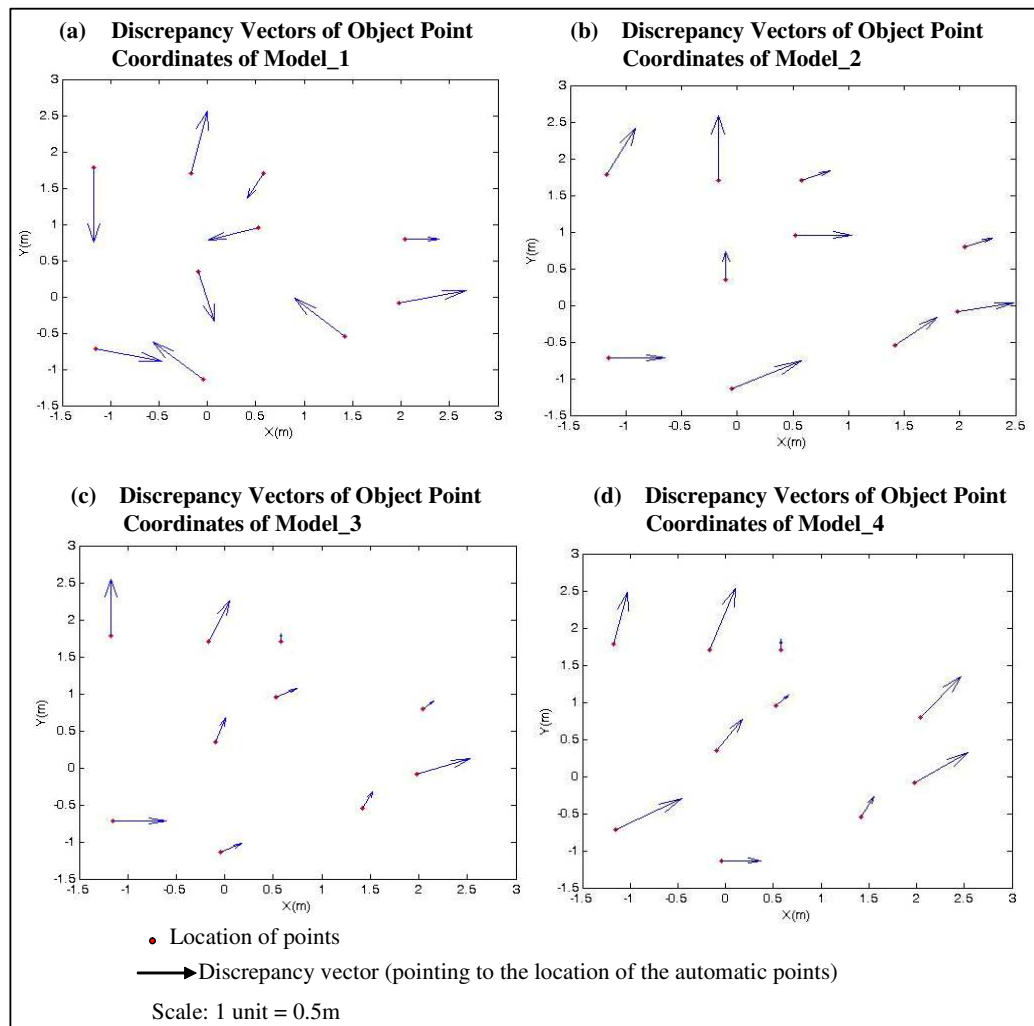 (a) Discrepancy Vectors of Object Point
Coordinates of Model_1
3
2.5
2
1.5
1
0.5
0
-0.5
-1
-1.5
Y(m)
-1.5 -1 -0.5 0 0.5 1 1.5 2 2.5 3
X(m)
(b) Discrepancy Vectors of Object Point
Coordinates of Model_2
3
2.5
2
1.5
1
0.5
0
-0.5
-1
-1.5
Y(m)
-1.5 -1 -0.5 0 0.5 1 1.5 2 2.5
X(m)
(c) Discrepancy Vectors of Object Point
Coordinates of Model_3
3
2.5
2
1.5
1
0.5
0
-0.5
-1
-1.5
Y(m)
-1.5 -1 -0.5 0 0.5 1 1.5 2 2.5 3
X(m)
(d) Discrepancy Vectors of Object Point
Coordinates of Model_4
3
2.5
2
1.5
1
0.5
0
-0.5
-1
-1.5
Y(m)
-1.5 -1 -0.5 0 0.5 1 1.5 2 2.5 3
X(m)
Location of points
Discrepancy vector (pointing to the location of the automatic points)
Scale: 1 unit = 0.5m